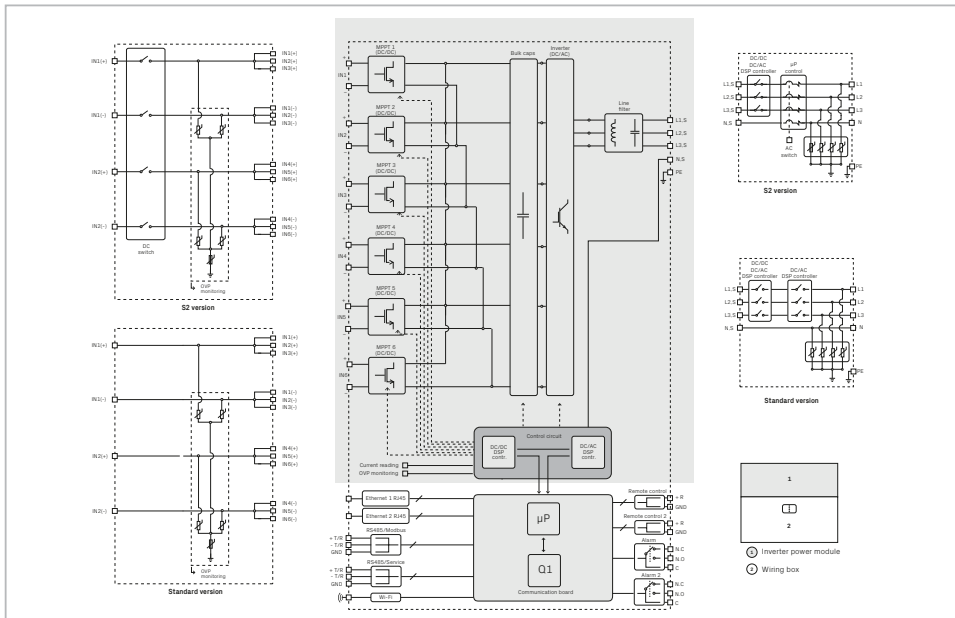 IN1(+)
IN1(+)
IN2(+)
IN3(+)
IN1(-)
IN1(-)
IN2(-)
IN3(-)
IN2(+)
IN4(+)
IN5(+)
IN6(+)
IN2(-)
IN4(-)
IN5(-)
IN6(-)
DC
switch
OVP
monitoring
S2 version
IN1(+)
IN1(+)
IN2(+)
IN3(+)
IN1(-)
IN1(-)
IN2(-)
IN3(-)
IN2(+)
IN4(+)
IN5(+)
IN6(+)
IN2(-)
IN4(-)
IN5(-)
IN6(-)
OVP
monitoring
Standard version
MPPT 1
(DC/DC)
IN1
+
-
MPPT 2
(DC/DC)
IN2
+
-
MPPT 3
(DC/DC)
IN3
+
-
MPPT 4
(DC/DC)
IN4
+
-
MPPT 5
(DC/DC)
IN5
+
-
MPPT 6
(DC/DC)
IN6
+
-
Bulk caps
Inverter
(DC/AC)
Line
filter
L1,S
L2,S
L3,S
N,S
PE
Control circuit
DC/DC
DSP
contr.
DC/AC
DSP
contr.
Current reading
OVP monitoring
Ethernet 1 RJ45
Ethernet 2 RJ45
RS485/Modbus
+ T/R
- T/R
GND
RS485/Service
+ T/R
- T/R
GND
Wi-Fi
µP
Q1
Communication board
Remote control
+ R
GND
Remote control 2
+ R
GND
Alarm
N.C
N.O
C
Alarm 2
N.C
N.O
C
DC/DC
DC/AC
DSP controller
µP
control
L1,S
L2,S
L3,S
N,S
L1
L2
L3
N
AC
switch
PE
S2 version
DC/DC
DC/AC
DSP controller
DC/AC
DSP controller
L1,S
L2,S
L3,S
N,S
L1
L2
L3
N
PE
Standard version
1
2
1 Inverter power module
2 Wiring box